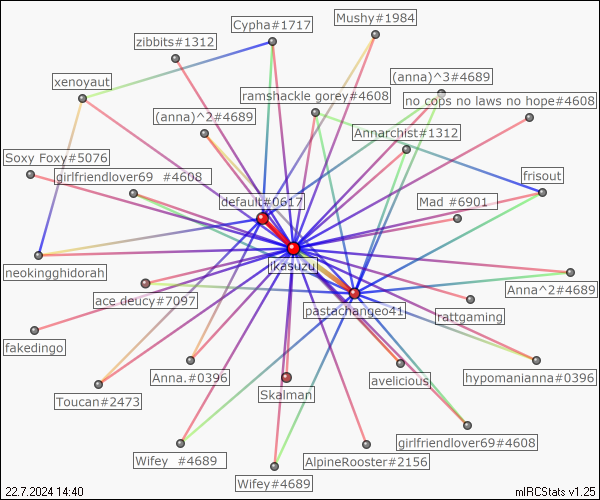 Mushy#1984
Cypha#1717
zibbits#1312
xenoyaut
(anna)^3#4689
ramshackle gorey#4608
no cops no laws no hope#4608
(anna)^2#4689
Annarchist#1312
Soxy Foxy#5076
girlfriendlover69 #4608
frisout
default#0617
Mad #6901
ikasuzu
neokingghidorah
Anna^2#4689
ace deucy#7097
pastachangeo41
rattgaming
fakedingo
Anna.#0396
avelicious
hypomanianna#0396
Skalman
Toucan#2473
girlfriendlover69#4608
Wifey #4689
AlpineRooster#2156
Wifey#4689
22.7.2024 14:40
mIRCStats v1.25